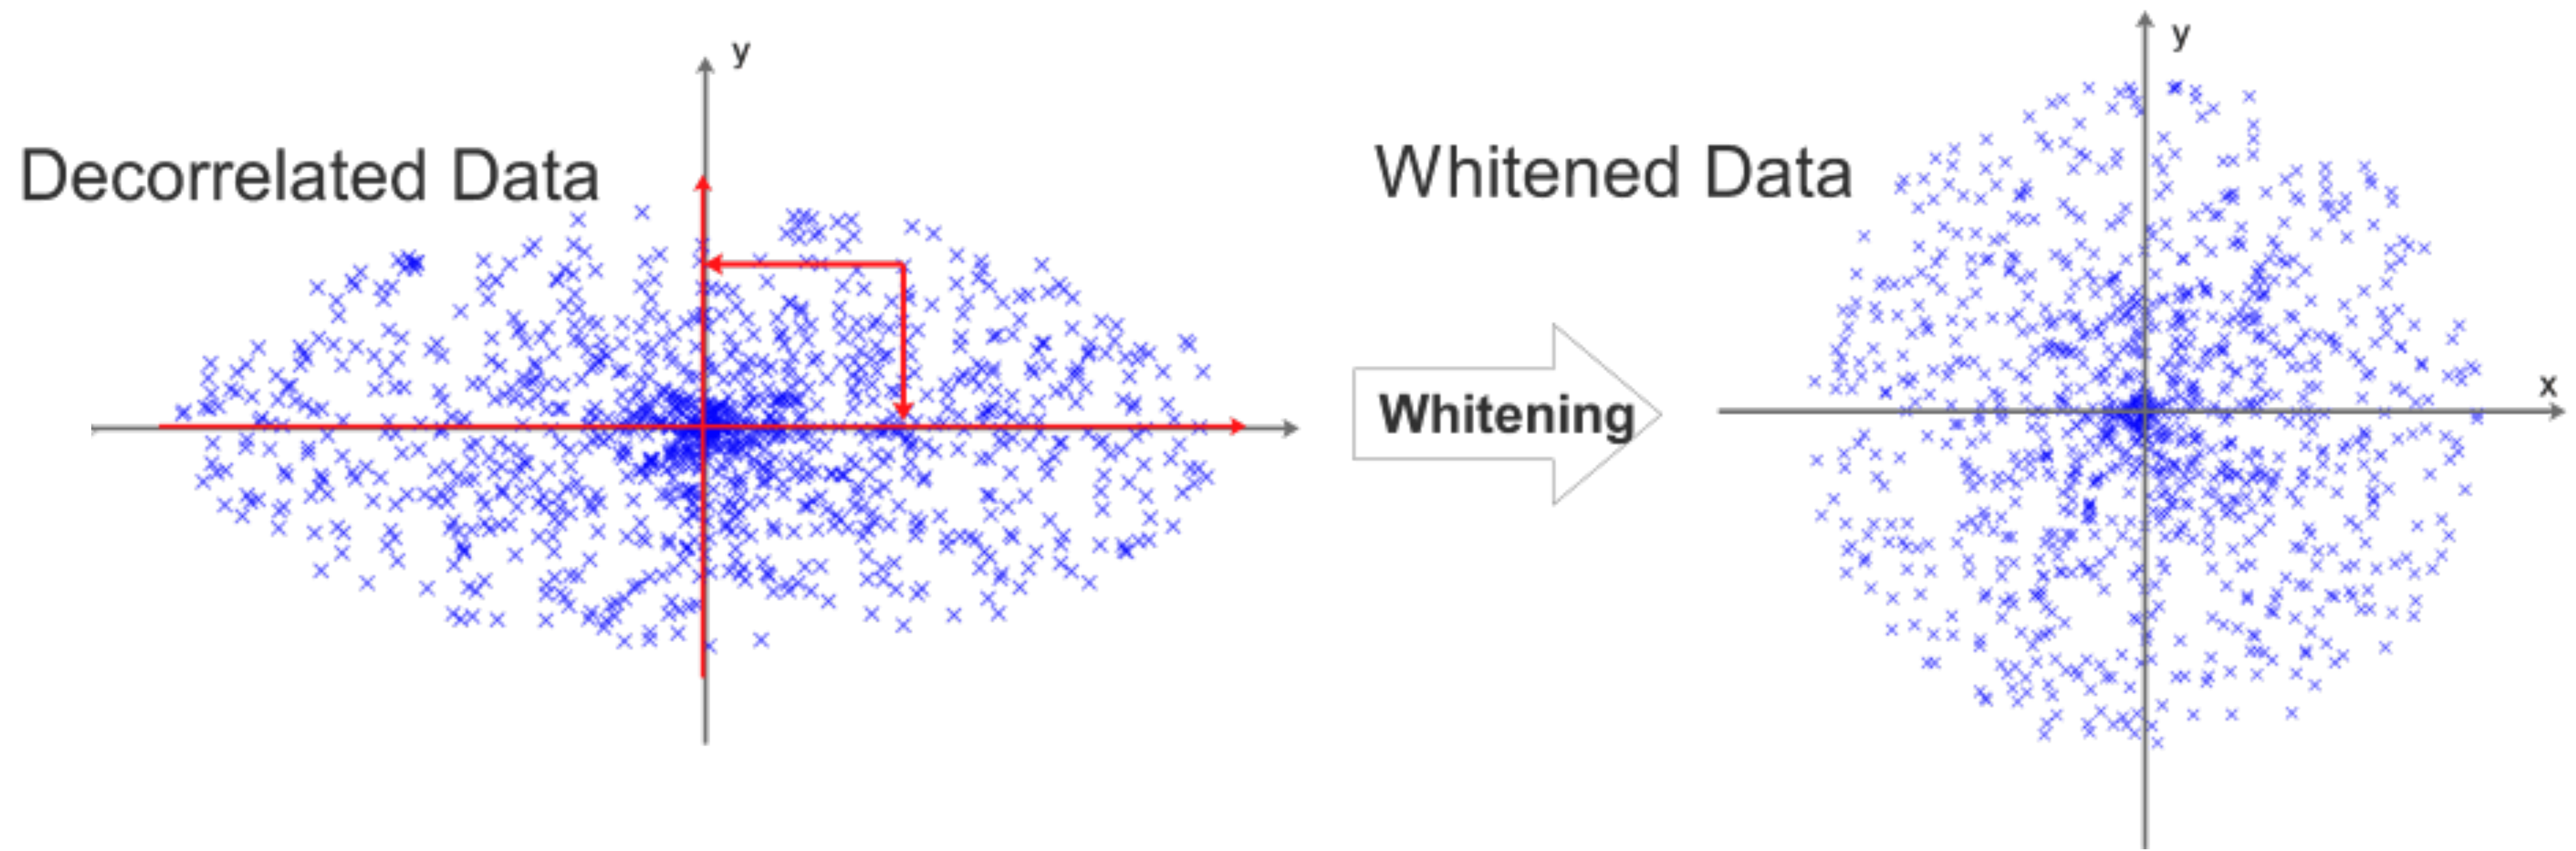 y
Decorrelated Data
Whitening
y
Whitened Data
x